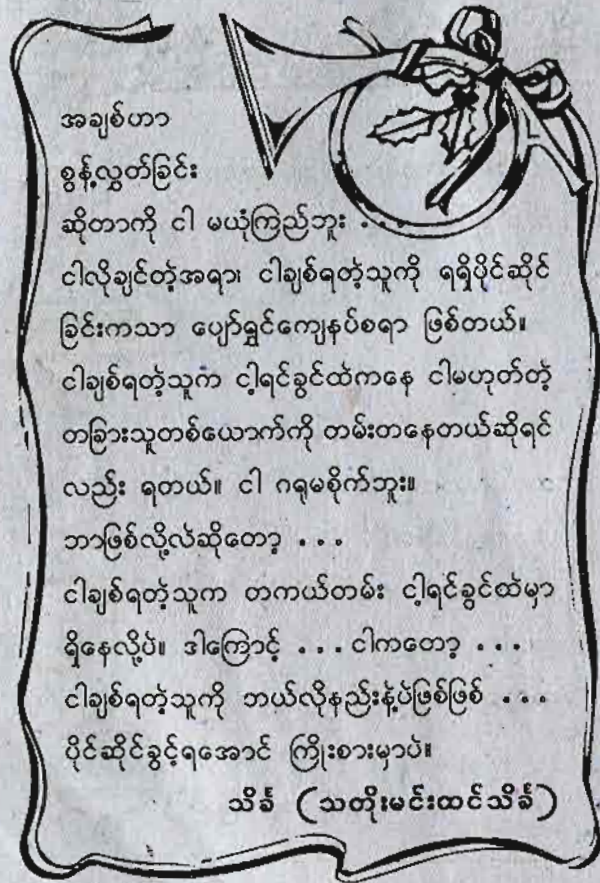 အချစ်ဟာ
စွန့်လွှတ်ခြင်း
ဆိုတာကို ငါ မယုံကြည်ဘူး . . .
ငါလိုချင်တဲ့အရာ၊ ငါချစ်ရတဲ့သူကို ရရှိပိုင်ဆိုင်
ခြင်းကသာ ပျော်ရွှင်ကျေနပ်စရာ ဖြစ်တယ်။
ငါချစ်ရတဲ့သူက ငါ့ရင်ခွင်ထဲကနေ ငါမဟုတ်တဲ့
တခြားသူတစ်ယောက်ကို တမ်းတနေတယ်ဆိုရင်
လည်း ရတယ်။ ငါ ဂရုမစိုက်ဘူး။
ဘာဖြစ်လို့လဲဆိုတော့ . . .
ငါချစ်ရတဲ့သူက တကယ်တမ်း ငါ့ရင်ခွင်ထဲမှာ
ရှိနေလို့ပဲ။ ဒါကြောင့် . . . ငါကတော့ . . .
ငါချစ်ရတဲ့သူကို ဘယ်လိုနည်းနဲ့ပဲဖြစ်ဖြစ် . . .
ပိုင်ဆိုင်ခွင့်ရအောင် ကြိုးစားမှာပဲ။
သိင်္ခ (သတိုးမင်းထင်သိင်္ခ)